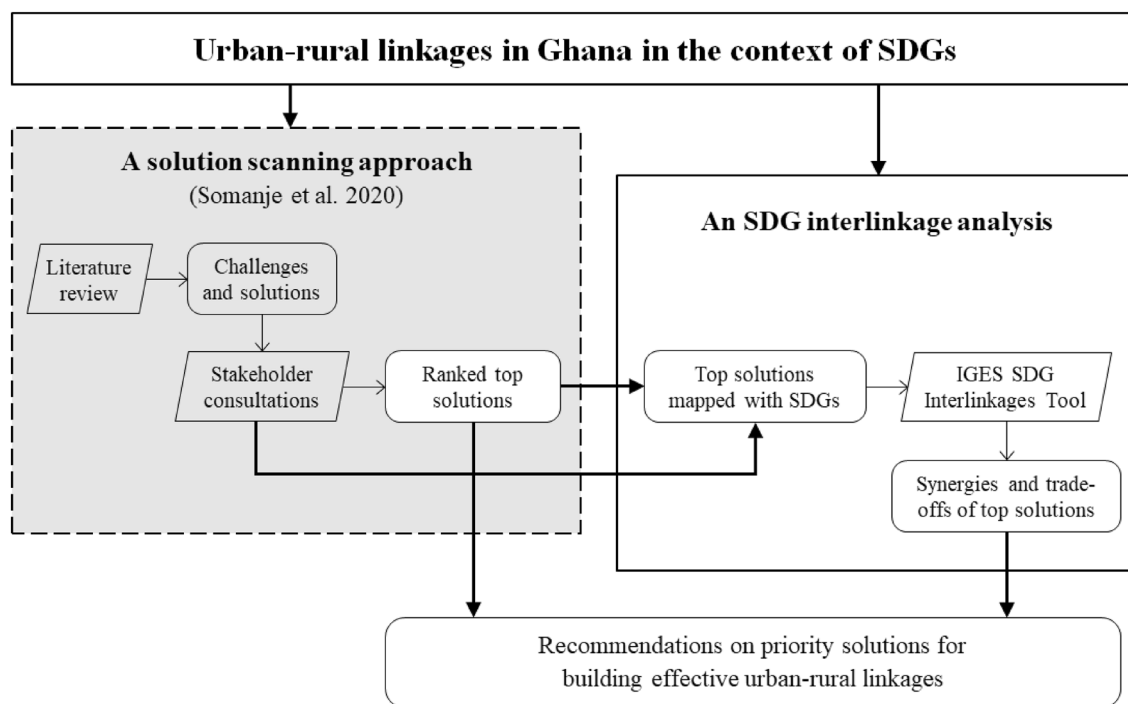 Urban-rural linkages in Ghana in the context of SDGs
A solution scanning approach
(Somanje et al. 2020)
Literature
review
Challenges
and solutions
Stakeholder
consultations
Ranked top
solutions
An SDG interlinkage analysis
Top solutions
mapped with SDGs
IGES SDG
Interlinkages Tool
Synergies and trade-
offs of top solutions
Recommendations on priority solutions for
building effective urban-rural linkages